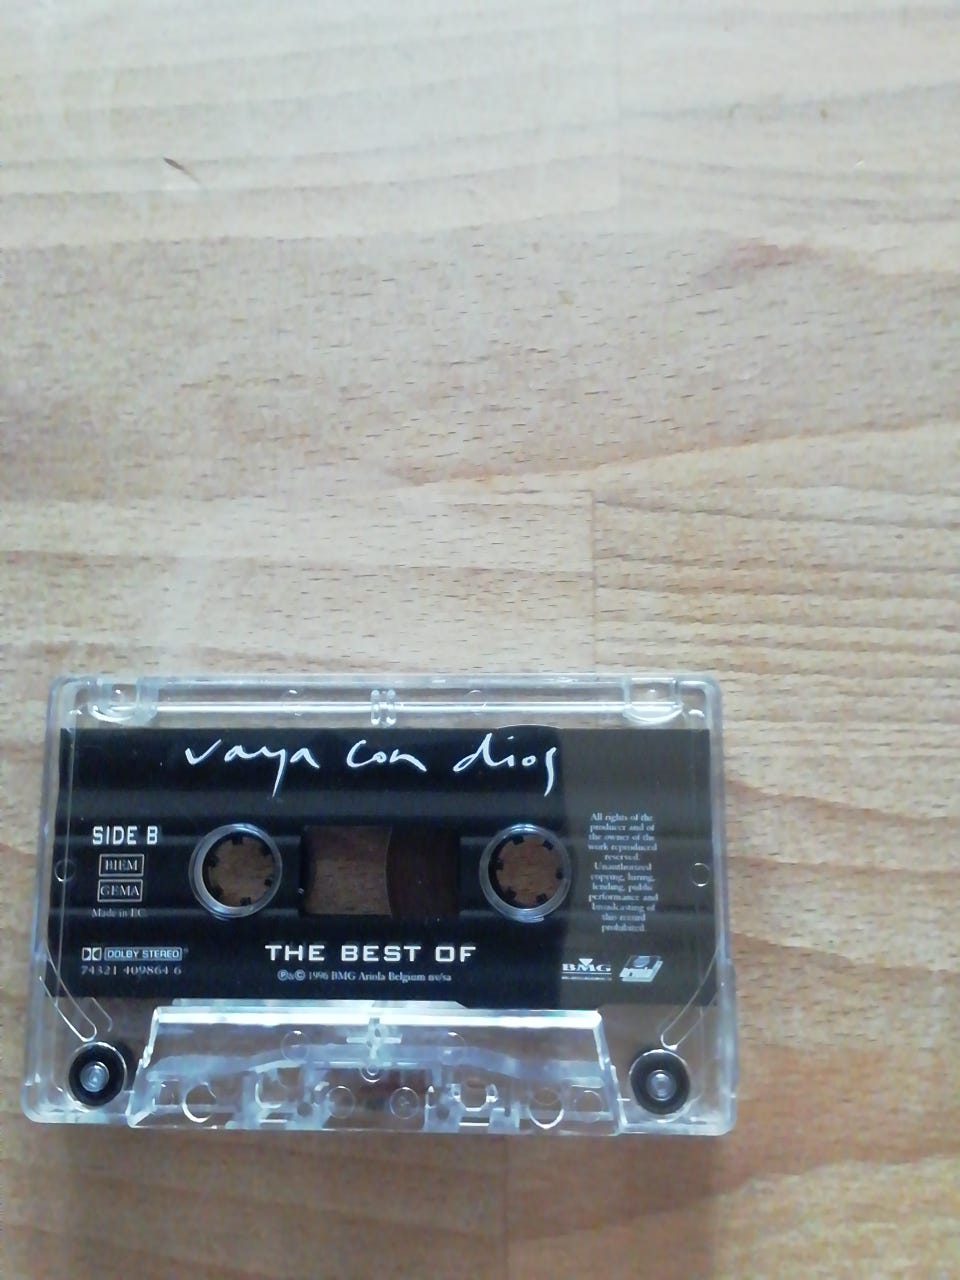 vaya con dios
SIDE B
BIEM
GEMA
Made in EC
DOLBY STEREO
74321 409864 6
THE BEST OF
℗&© 1996 BMG Ariola Belgium nv/sa
All rights of the
producer and of
the owner of the
work reproduced
reserved.
Unauthorized
copying, hiring,
lending, public
performance and
broadcasting of
this record
prohibited.
BMG
ariola